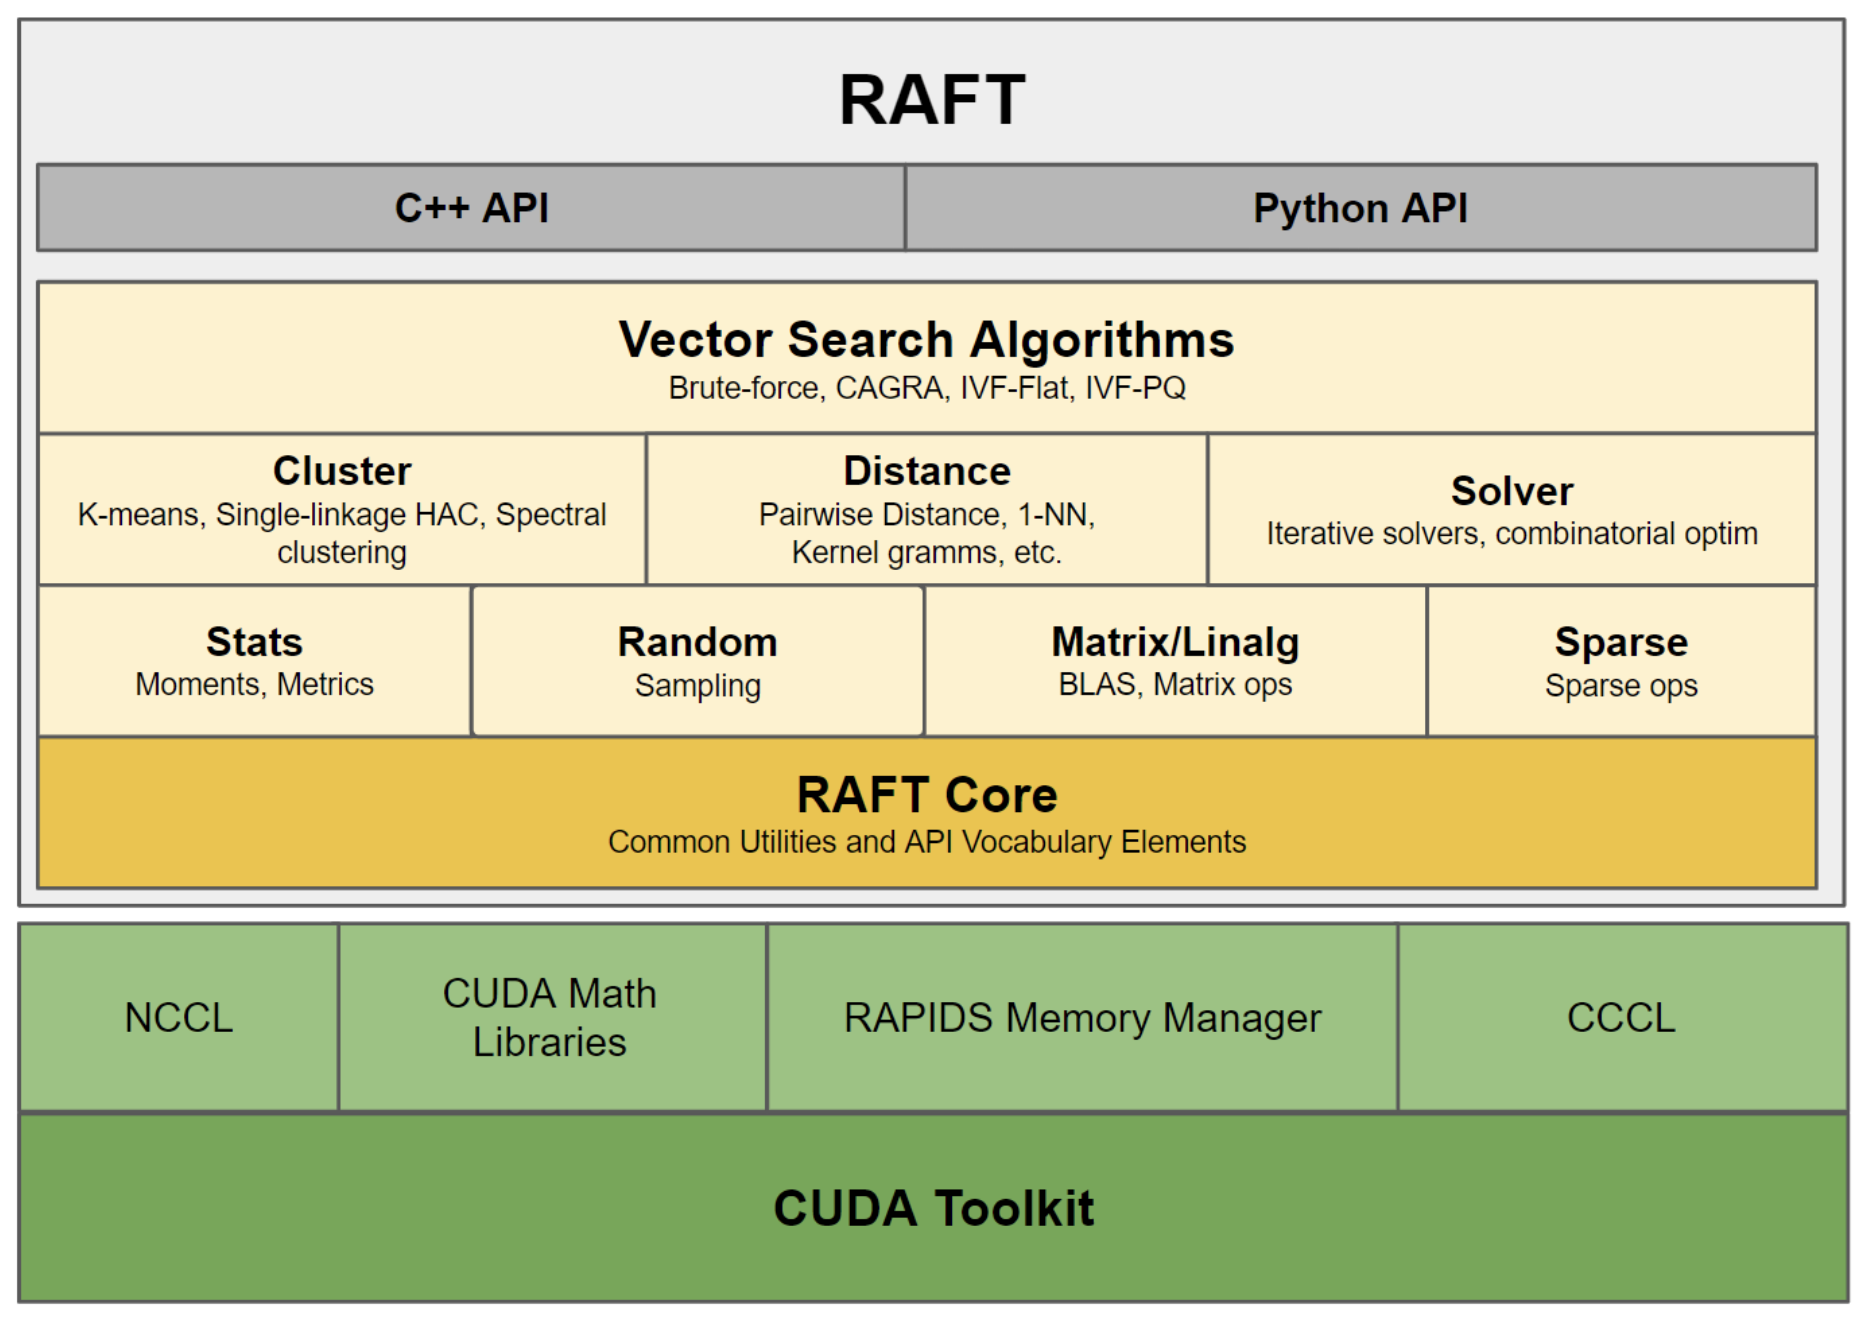 RAFT
C++ API
Python API
Vector Search Algorithms
Brute-force, CAGRA, IVF-Flat, IVF-PQ
Cluster
K-means, Single-linkage HAC, Spectral
clustering
Distance
Pairwise Distance, 1-NN,
Kernel gramms, etc.
Solver
Iterative solvers, combinatorial optim
Stats
Moments, Metrics
Random
Sampling
Matrix/Linalg
BLAS, Matrix ops
Sparse
Sparse ops
RAFT Core
Common Utilities and API Vocabulary Elements
NCCL
CUDA Math
Libraries
RAPIDS Memory Manager
CCCL
CUDA Toolkit